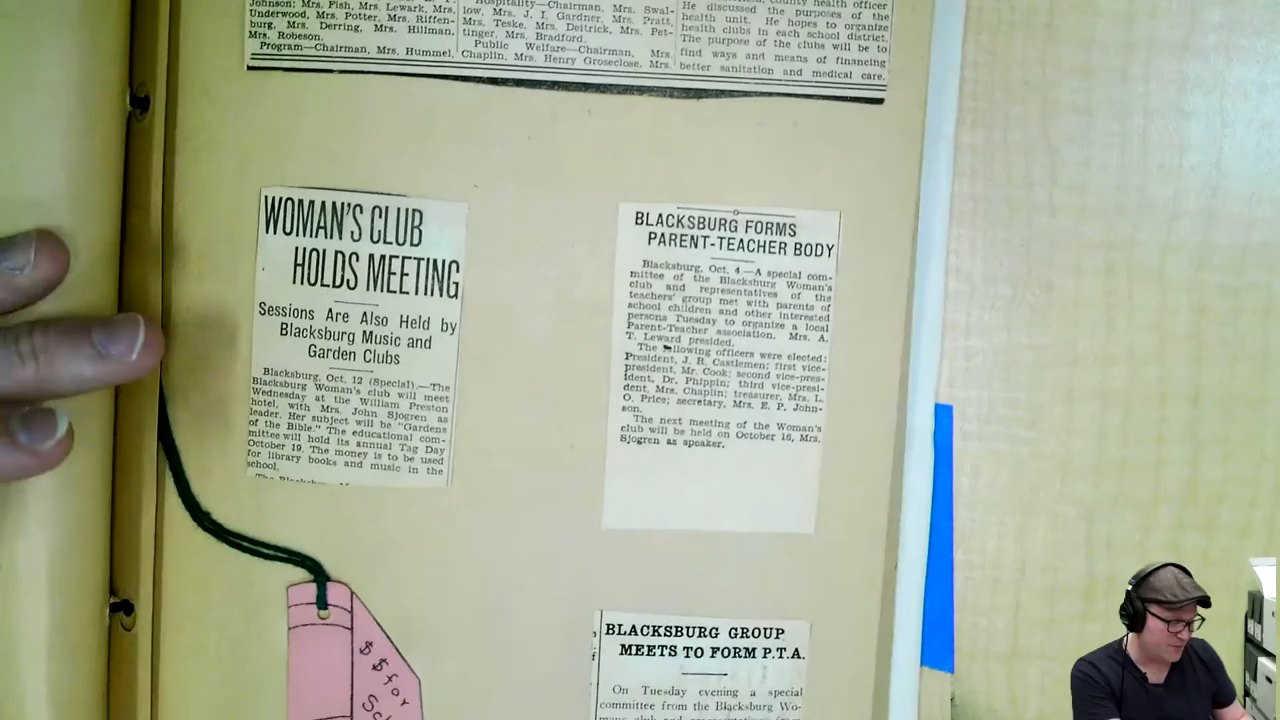 Johnson; Mrs. Fish, Mrs. Lewark, Mrs.
Underwood, Mrs. Potter, Mrs. Riffen-
burg, Mrs. Derring, Mrs. Hillman,
Mrs. Robeson.
Program—Chairman, Mrs. Hummel,
Hospitality—Chairman, Mrs. Swal-
low, Mrs. J. I. Gardner, Mrs. Pratt,
Mrs. Teske, Mrs. Deitrick, Mrs. Pet-
tinger, Mrs. Bradford.
Public Welfare—Chairman, Mrs.
Chaplin, Mrs. Henry Groseclose, Mrs.
county health officer
He discussed the purposes of the
health unit. He hopes to organize
health clubs in each school district.
The purpose of the clubs will be to
find ways and means of financing
better sanitation and medical care.
WOMAN'S CLUB
HOLDS MEETING
Sessions Are Also Held by
Blacksburg Music and
Garden Clubs
Blacksburg, Oct. 12 (Special).—The
Blacksburg Woman's club will meet
Wednesday at the William Preston
hotel, with Mrs. John Sjogren as
leader. Her subject will be "Gardens
of the Bible." The educational com-
mittee will hold its annual Tag Day
October 19. The money is to be used
for library books and music in the
school.
BLACKSBURG FORMS
PARENT-TEACHER BODY
Blacksburg, Oct. 4—A special com-
mittee of the Blacksburg Woman's
club and representatives of the
teachers' group met with parents of
school children and other interested
persons Tuesday to organize a local
Parent-Teacher association. Mrs. A.
T. Leward presided.
The following officers were elected:
President, J. R. Castlemen; first vice-
president, Mr. Cook; second vice-pres-
ident, Dr. Phippin; third vice-presi-
dent, Mrs. Chaplin; treasurer, Mrs. L.
O. Price; secretary, Mrs. E. P. John-
son.
The next meeting of the Woman's
club will be held on October 16, Mrs.
Sjogren as speaker.
$ $ for
BLACKSBURG GROUP
MEETS TO FORM P.T.A.
On Tuesday evening a special
committee from the Blacksburg Wo-